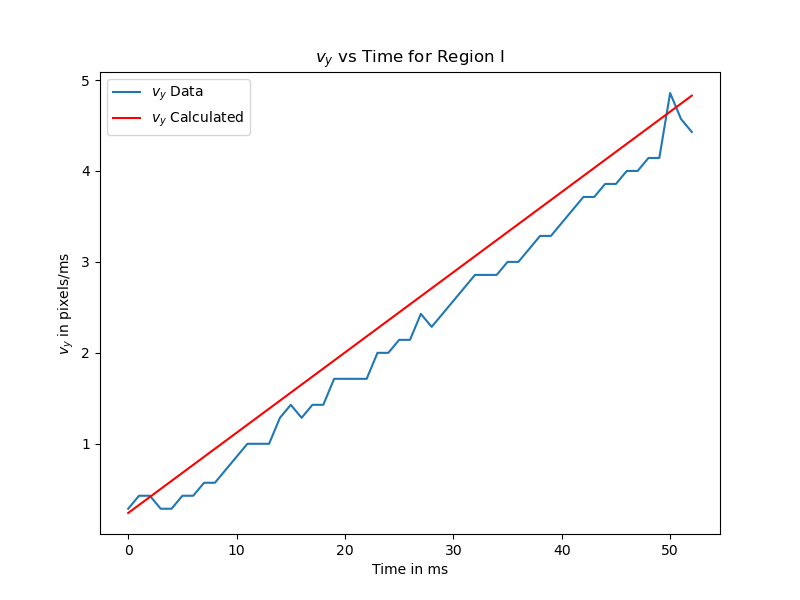 v_y vs Time for Region I
v_y Data
v_y Calculated
5
4
3
2
1
v_y in pixels/ms
0 10 20 30 40 50
Time in ms